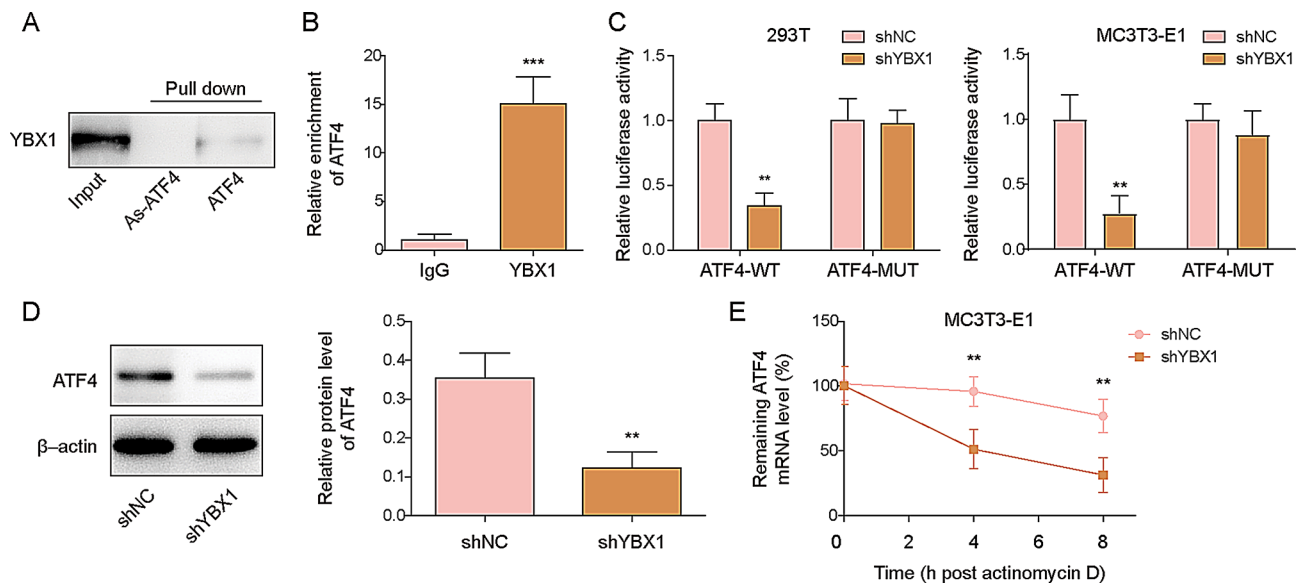 A
Pull down
YBX1
Input
As-ATF4
ATF4
B
Relative enrichment
of ATF4
20
15
10
5
0
***
IgG
YBX1
C
293T
shNC
shYBX1
Relative luciferase activity
1.5
1.0
0.5
0.0
**
ATF4-WT
ATF4-MUT
MC3T3-E1
shNC
shYBX1
Relative luciferase activity
1.5
1.0
0.5
0.0
**
ATF4-WT
ATF4-MUT
D
ATF4
β–actin
shNC
shYBX1
Relative protein level
of ATF4
0.5
0.4
0.3
0.2
0.1
0.0
**
shNC
shYBX1
E
MC3T3-E1
shNC
shYBX1
Remaining ATF4
mRNA level (%)
150
100
50
0
**
**
0 2 4 6 8
Time (h post actinomycin D)